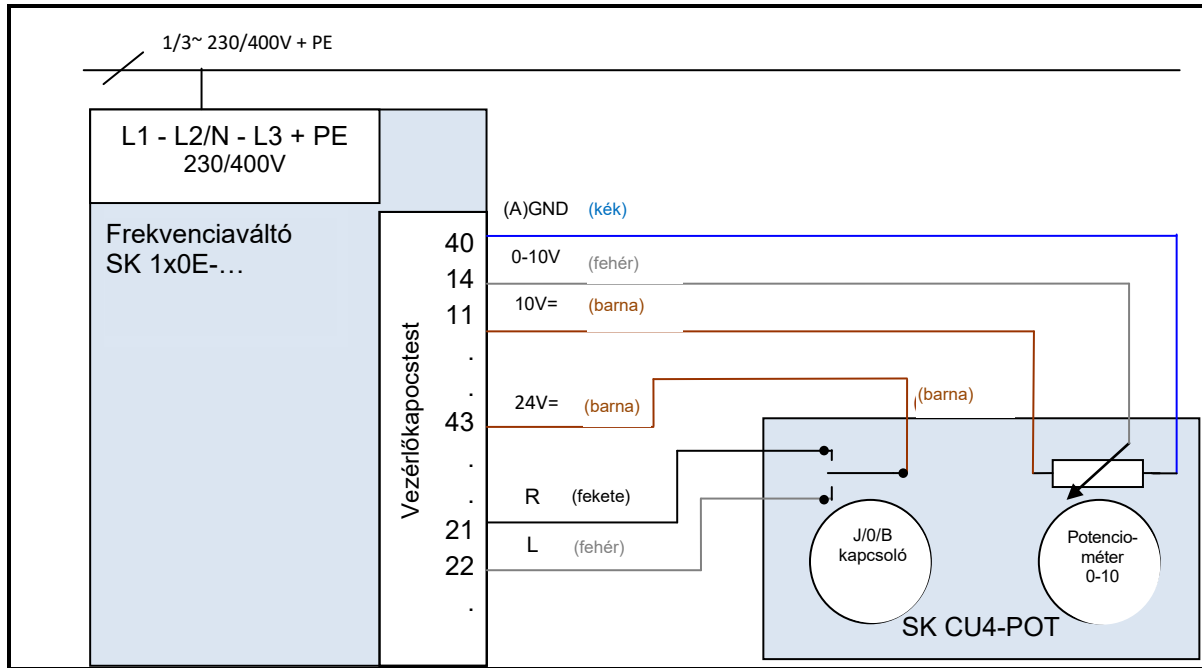 1/3~ 230/400V + PE
L1 - L2/N - L3 + PE
230/400V
Frekvenciaváltó
SK 1x0E-…
Vezérlőkapocstest
(A)GND (kék)
40
0-10V (fehér)
14
10V= (barna)
11
.
.
24V= (barna)
(barna)
43
.
.
R (fekete)
21
L (fehér)
22
.
J/0/B
kapcsoló
Potencio-
méter
0-10
SK CU4-POT